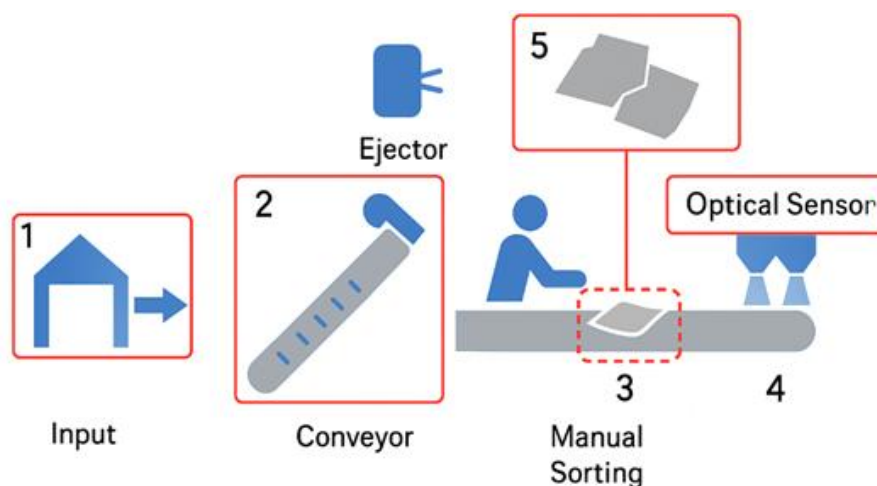 5
Ejector
2
Optical Sensor
1
3
4
Input
Conveyor
Manual
Sorting